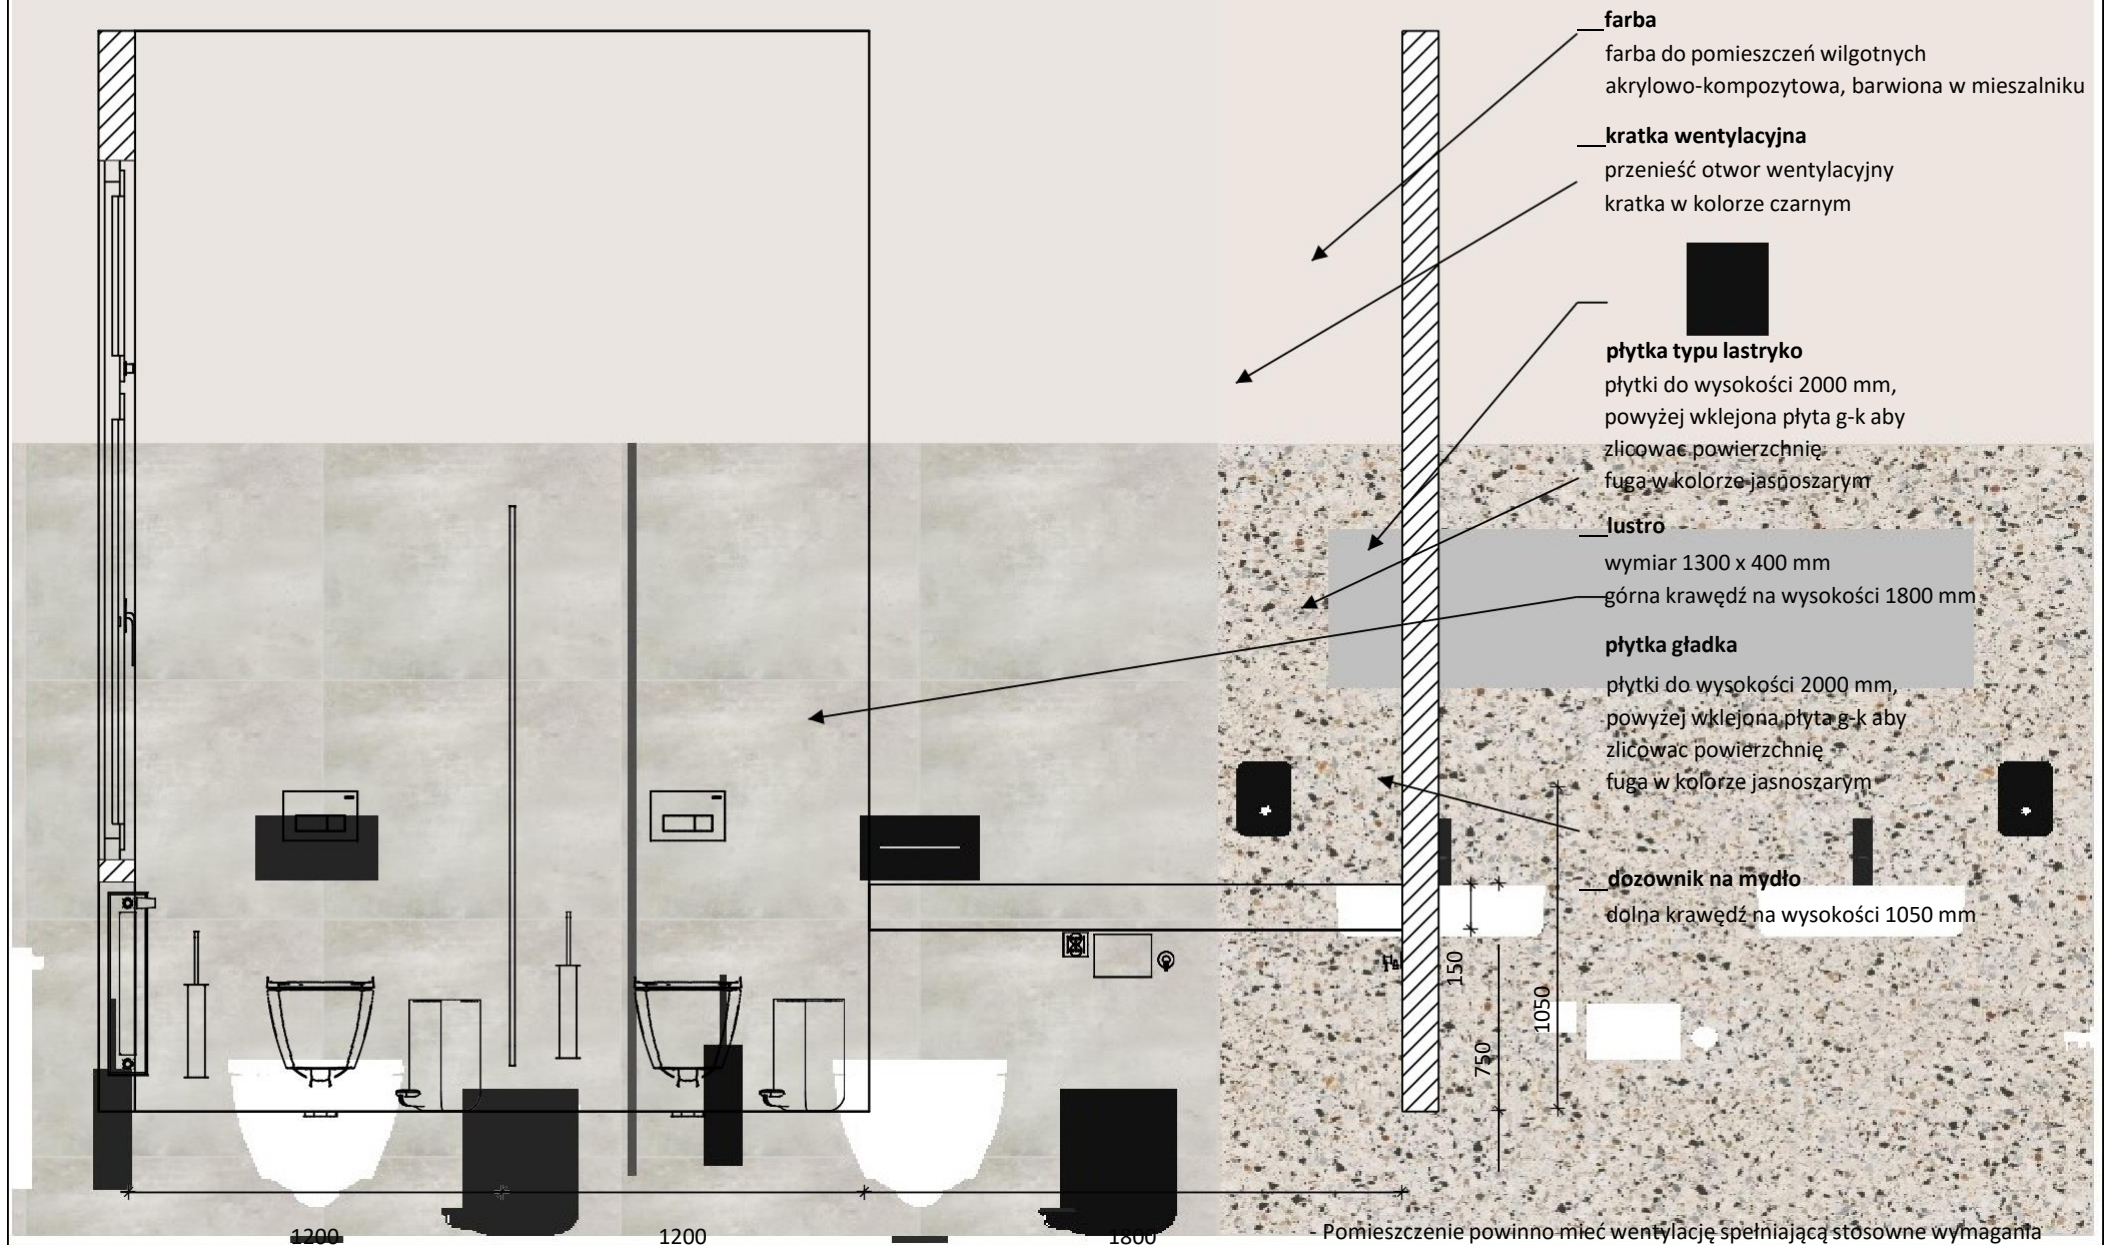 farba
farba do pomieszczeń wilgotnych
akrylowo-kompozytowa, barwiona w mieszalniku
kratka wentylacyjna
przenieść otwor wentylacyjny
kratka w kolorze czarnym
płytka typu lastryko
płytki do wysokości 2000 mm,
powyżej wklejona płyta g-k aby
zlicowac powierzchnię
fuga w kolorze jasnoszarym
lustro
wymiar 1300 x 400 mm
górna krawędź na wysokości 1800 mm
płytka gładka
płytki do wysokości 2000 mm,
powyżej wklejona płyta g-k aby
zlicowac powierzchnię
fuga w kolorze jasnoszarym
dozownik na mydło
dolna krawędź na wysokości 1050 mm
150
1050
750
1200
1200
1800
- Pomieszczenie powinno mieć wentylację spełniającą stosowne wymagania